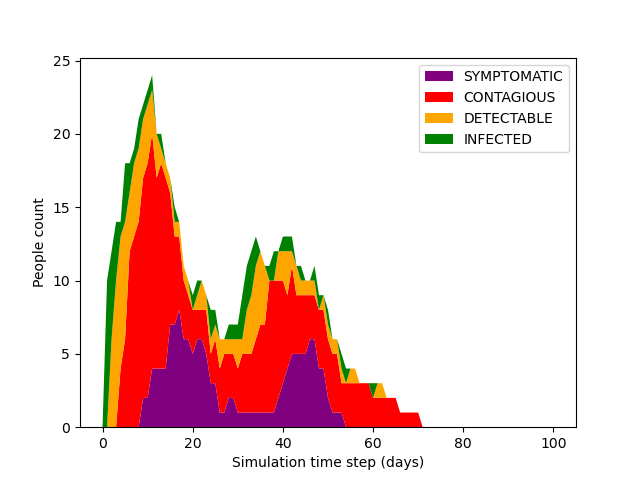 25
20
15
10
5
0
People count
SYMPTOMATIC
CONTAGIOUS
DETECTABLE
INFECTED
0 20 40 60 80 100
Simulation time step (days)